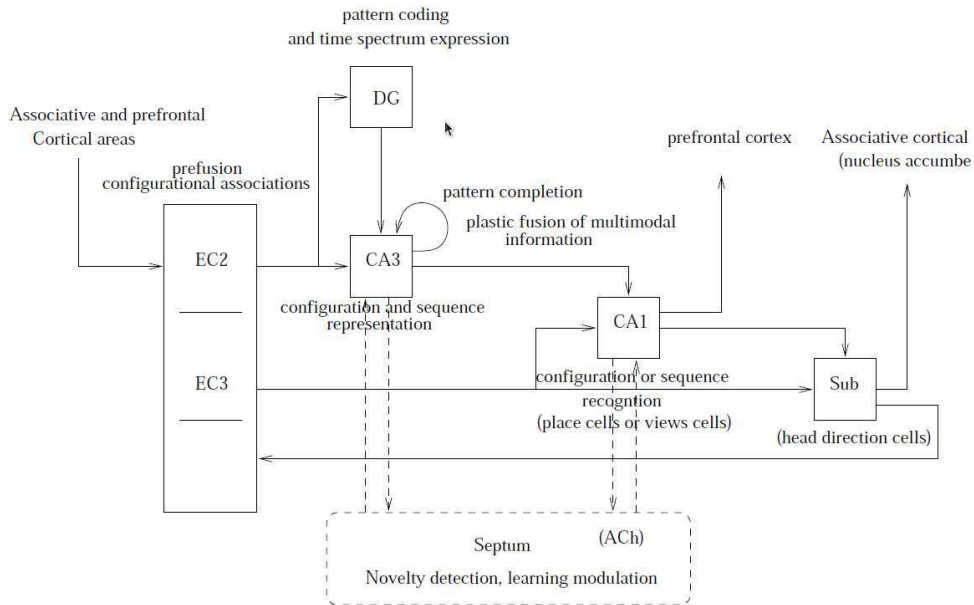 pattern coding
and time spectrum expression
DG
Associative and prefrontal
Cortical areas
prefrontal cortex
Associative cortical
(nucleus accumbe
prefusion
configurational associations
pattern completion
plastic fusion of multimodal
information
EC2
CA3
configuration and sequence
representation
CA1
EC3
configuration or sequence
recogntion
(place cells or views cells)
Sub
(head direction cells)
Septum
(ACh)
Novelty detection, learning modulation